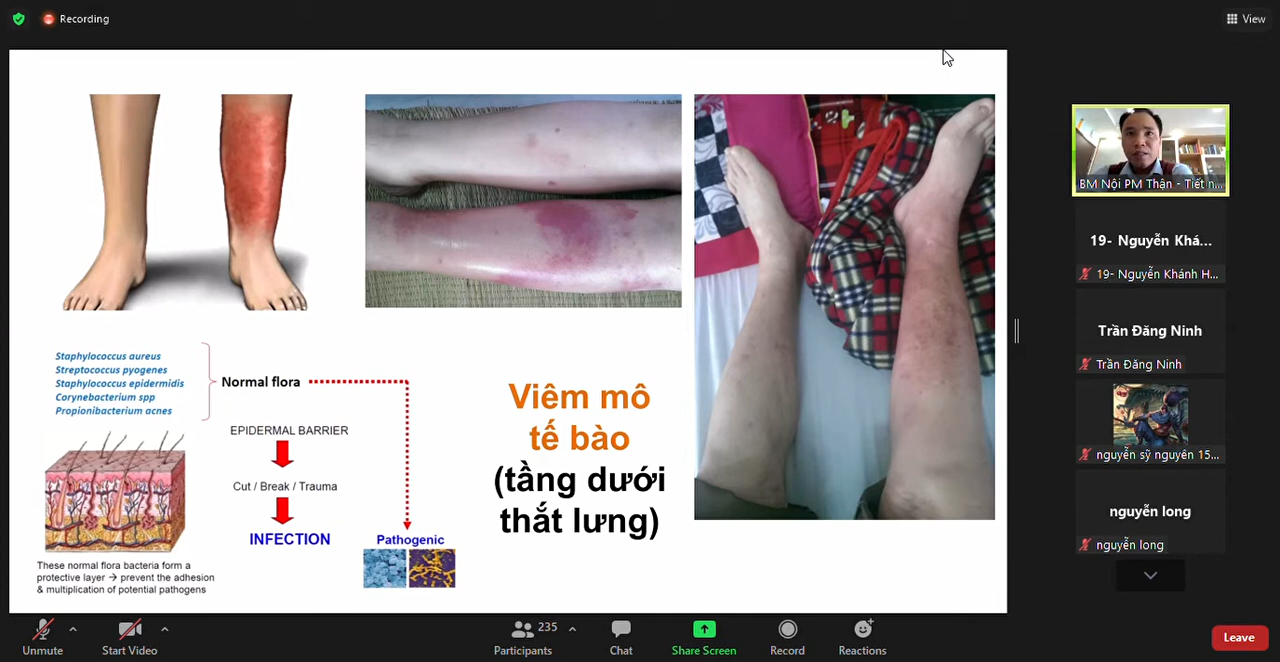 Recording
View
Staphylococcus aureus
Streptococcus pyogenes
Staphylococcus epidermidis
Corynebacterium spp
Propionibacterium acnes
Normal flora
EPIDERMAL BARRIER
Cut / Break / Trauma
INFECTION
Pathogenic
These normal flora bacteria form a
protective layer → prevent the adhesion
& multiplication of potential pathogens
Viêm mô
tế bào
(tầng dưới
thắt lưng)
BM Nội PM Thận - Tiết n...
19- Nguyễn Khá...
19- Nguyễn Khánh H...
Trần Đăng Ninh
Trần Đăng Ninh
nguyễn sỹ nguyên 15...
nguyễn long
nguyễn long
Unmute
Start Video
Participants
235
Chat
Share Screen
Record
Reactions
Leave